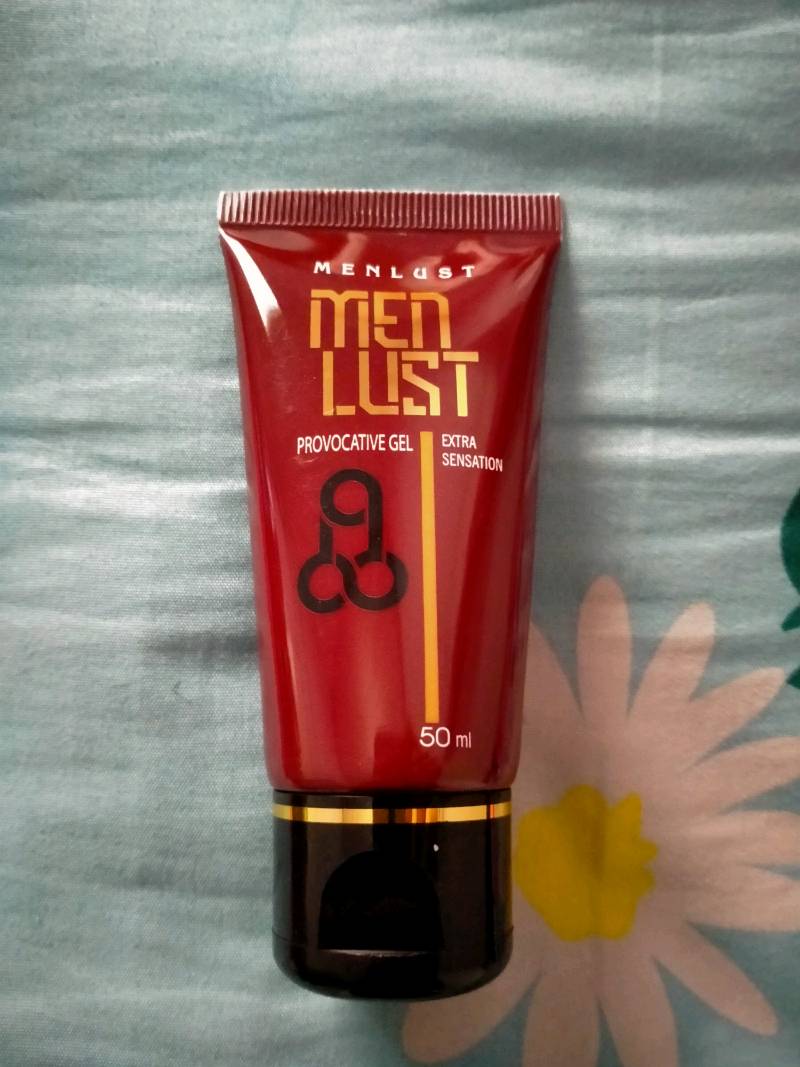 MENLUST
MEN
LUST
PROVOCATIVE GEL
EXTRA
SENSATION
50 ml